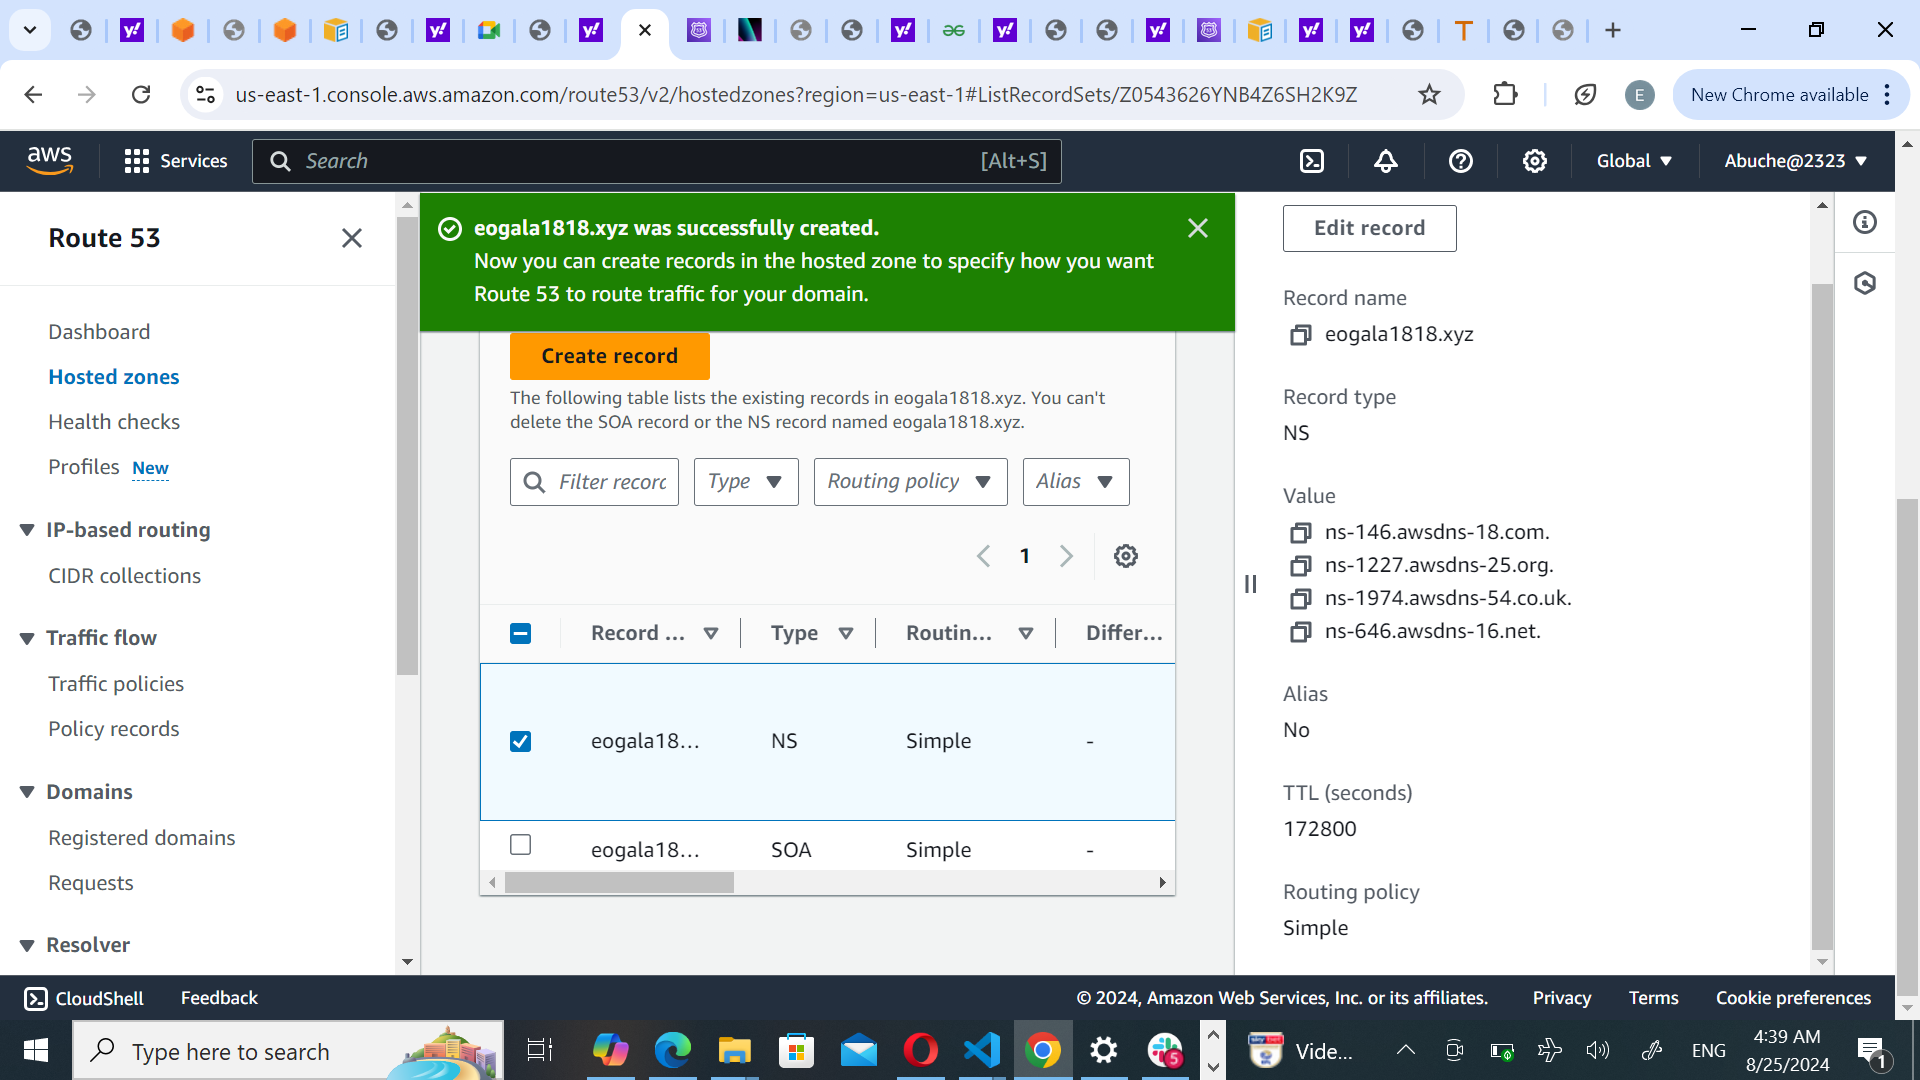 us-east-1.console.aws.amazon.com/route53/v2/hostedzones?region=us-east-1#ListRecordSets/Z0543626YNB4Z6SH2K9Z
E
New Chrome available
aws
Services
Search
[Alt+S]
Global
Abuche@2323
Route 53
Dashboard
Hosted zones
Health checks
Profiles New
IP-based routing
CIDR collections
Traffic flow
Traffic policies
Policy records
Domains
Registered domains
Requests
Resolver
eogala1818.xyz was successfully created.
Now you can create records in the hosted zone to specify how you want
Route 53 to route traffic for your domain.
Create record
The following table lists the existing records in eogala1818.xyz. You can't
delete the SOA record or the NS record named eogala1818.xyz.
Filter recorc
Type
Routing policy
Alias
1
Record ... Type Routin... Differ...
eogala18... NS Simple -
eogala18... SOA Simple -
Edit record
Record name
eogala1818.xyz
Record type
NS
Value
ns-146.awsdns-18.com.
ns-1227.awsdns-25.org.
ns-1974.awsdns-54.co.uk.
ns-646.awsdns-16.net.
Alias
No
TTL (seconds)
172800
Routing policy
Simple
CloudShell
Feedback
© 2024, Amazon Web Services, Inc. or its affiliates.
Privacy
Terms
Cookie preferences
Type here to search
5
Vide...
ENG
4:39 AM
8/25/2024
1